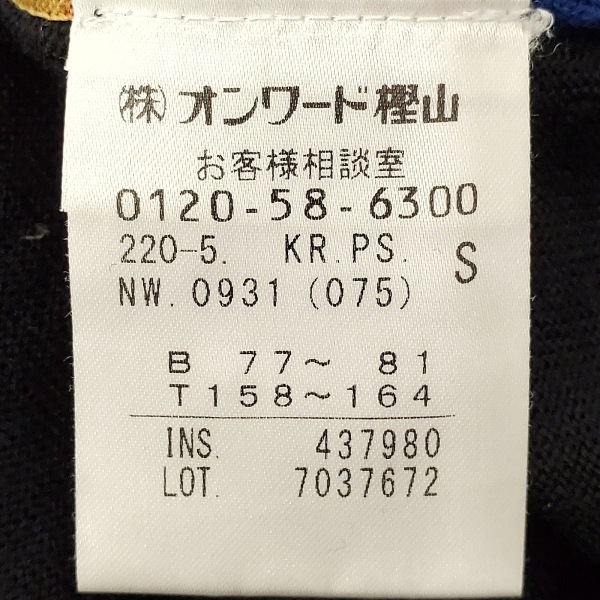 ㈱オンワード樫山
お客様相談室
0120-58-6300
220-5. KR.PS. S
NW. 0931 (075)
B 77〜 81
T158〜164
INS. 437980
LOT. 7037672